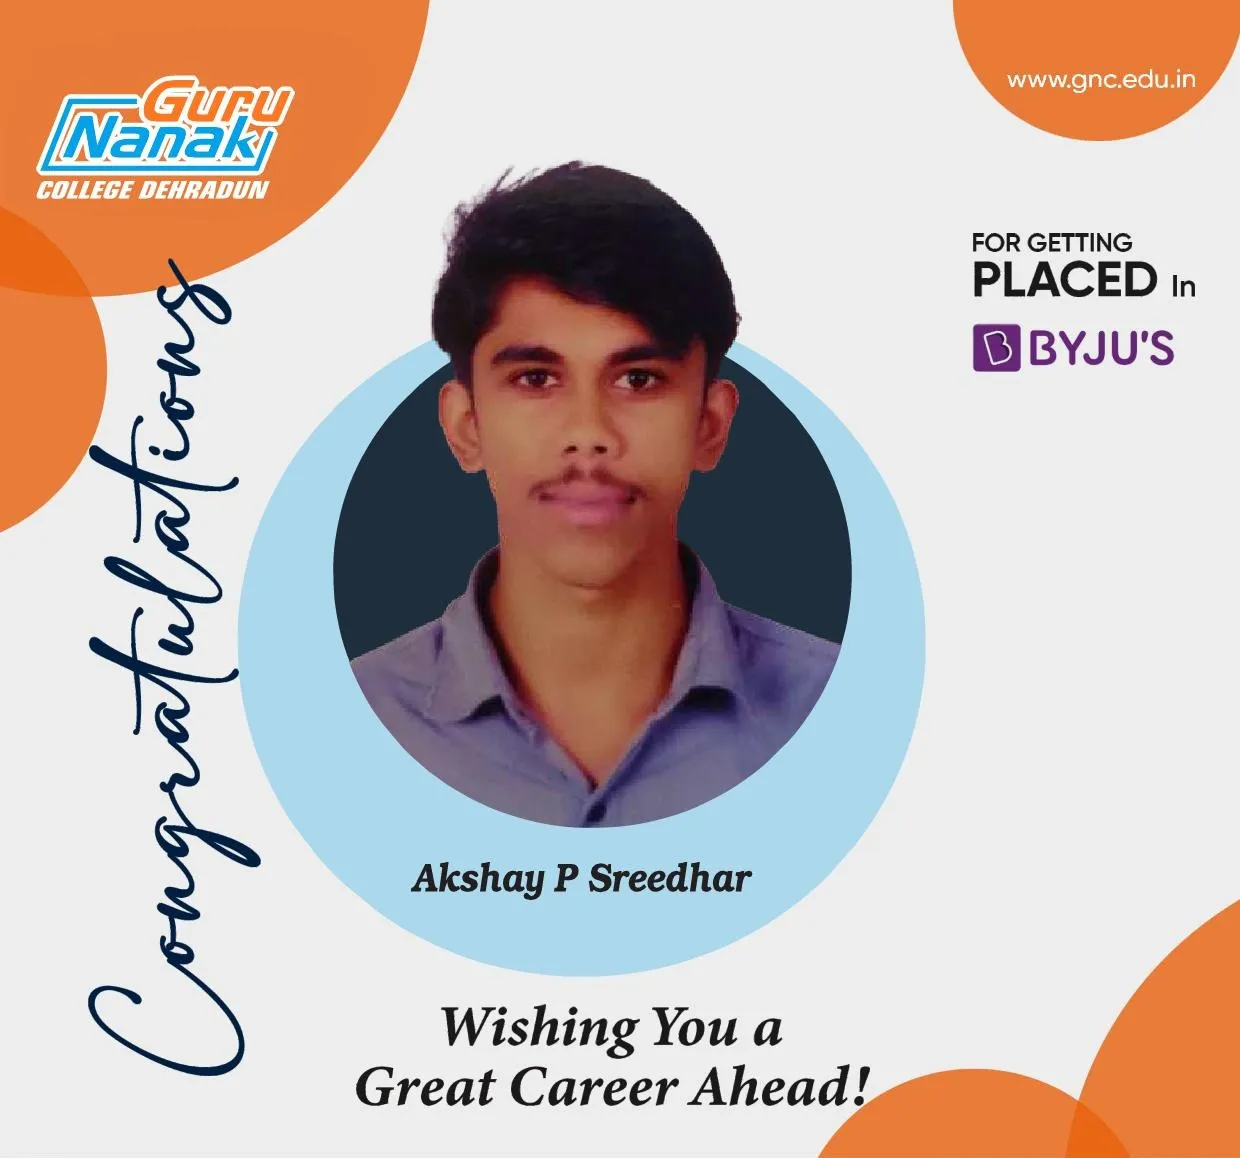 Guru
Nanak
COLLEGE DEHRADUN
www.gnc.edu.in
Congratulations
FOR GETTING
PLACED In
BYJU'S
Akshay P Sreedhar
Wishing You a
Great Career Ahead!